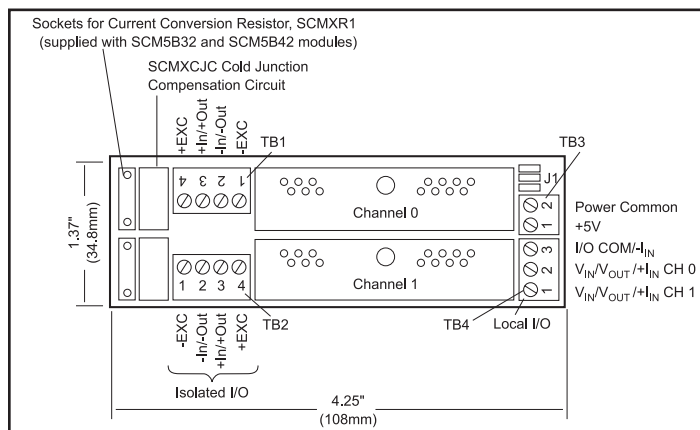 Sockets for Current Conversion Resistor, SCMXR1
(supplied with SCM5B32 and SCM5B42 modules)
SCMXCJC Cold Junction
Compensation Circuit
+EXC
+In/+Out
-In/-Out
-EXC
TB1
TB3
4 3 2 1
J1
Channel 0
2 Power Common
1 +5V
3 I/O COM/-IIN
2 VIN/VOUT/+IIN CH 0
1 VIN/VOUT/+IIN CH 1
1.37"
(34.8mm)
Channel 1
1 2 3 4
TB2
TB4
Local I/O
-EXC
-In/-Out
+In/+Out
+EXC
Isolated I/O
4.25"
(108mm)